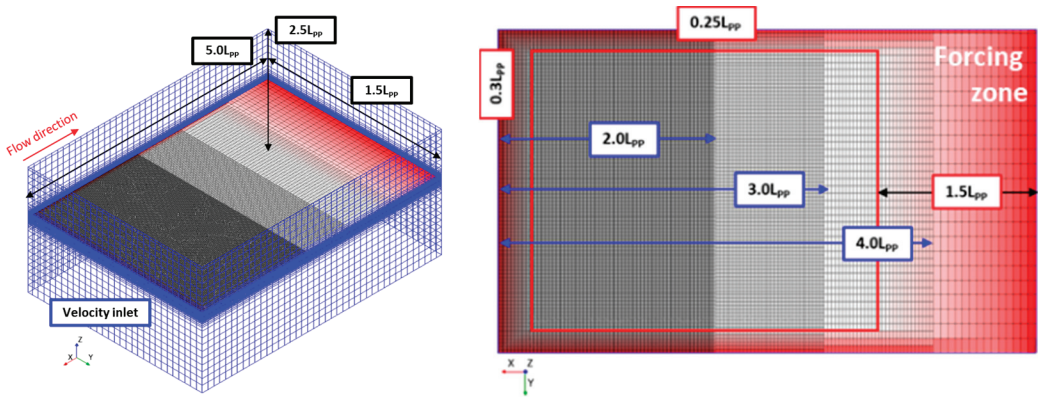 2.5LPP
5.0LPP
1.5LPP
Flow direction
Velocity inlet
Z
X
Y
0.25LPP
0.3LPP
Forcing
zone
2.0LPP
3.0LPP
1.5LPP
4.0LPP
X
Z
Y